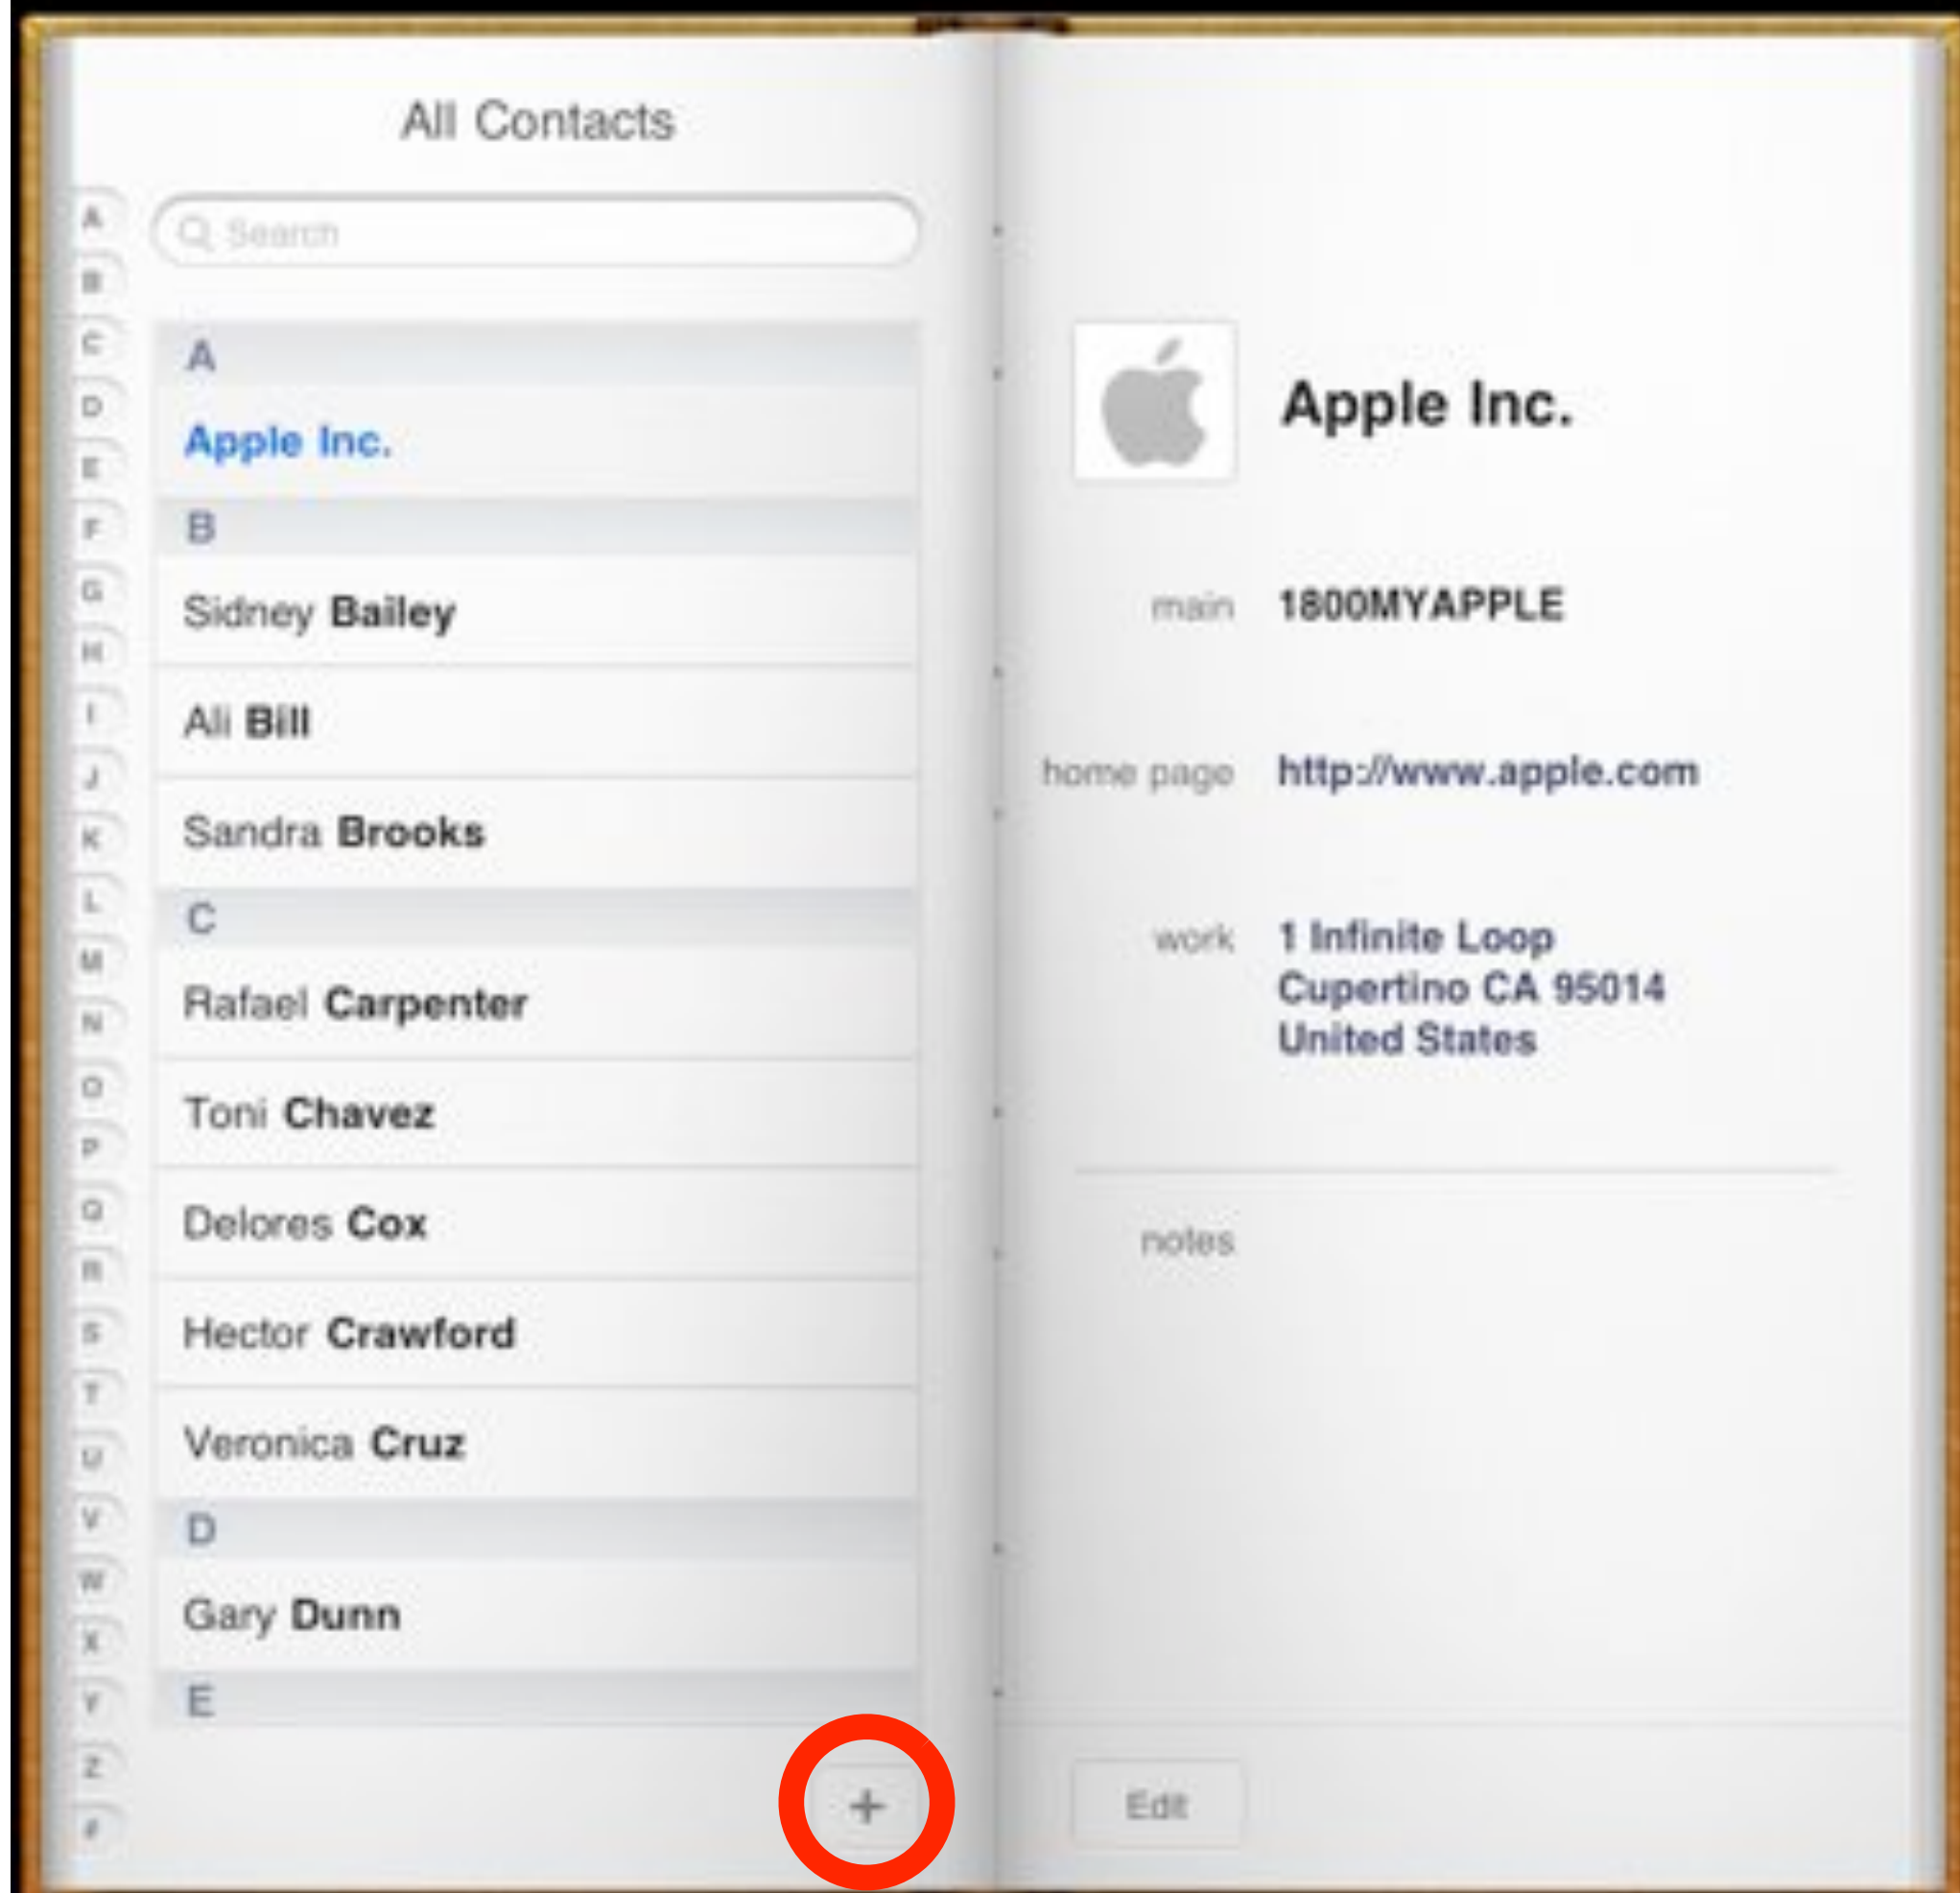 All Contacts
Search
A
B
C
D
E
F
G
H
I
J
K
L
M
N
O
P
Q
R
S
T
U
V
W
X
Y
Z
#
A
Apple Inc.
B
Sidney Bailey
Ali Bill
Sandra Brooks
C
Rafael Carpenter
Toni Chavez
Delores Cox
Hector Crawford
Veronica Cruz
D
Gary Dunn
E
+
Apple Inc.
main 1800MYAPPLE
home page http://www.apple.com
work 1 Infinite Loop
Cupertino CA 95014
United States
notes
Edit